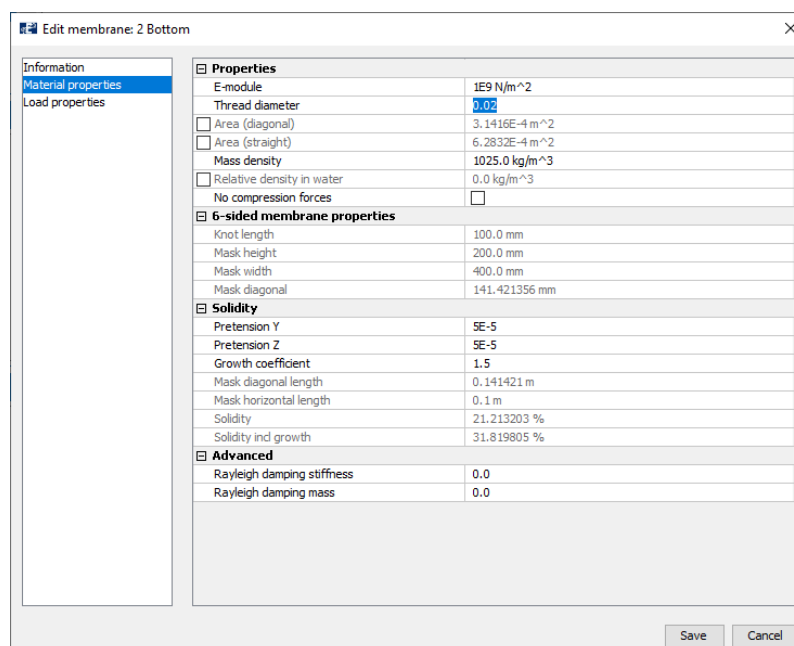 Edit membrane: 2 Bottom
Information
Material properties
Load properties
Properties
E-module 1E9 N/m^2
Thread diameter 0.02
Area (diagonal) 3.1416E-4 m^2
Area (straight) 6.2832E-4 m^2
Mass density 1025.0 kg/m^3
Relative density in water 0.0 kg/m^3
No compression forces
6-sided membrane properties
Knot length 100.0 mm
Mask height 200.0 mm
Mask width 400.0 mm
Mask diagonal 141.421356 mm
Solidity
Pretension Y 5E-5
Pretension Z 5E-5
Growth coefficient 1.5
Mask diagonal length 0.141421 m
Mask horizontal length 0.1 m
Solidity 21.213203 %
Solidity incl growth 31.819805 %
Advanced
Rayleigh damping stiffness 0.0
Rayleigh damping mass 0.0
Save Cancel